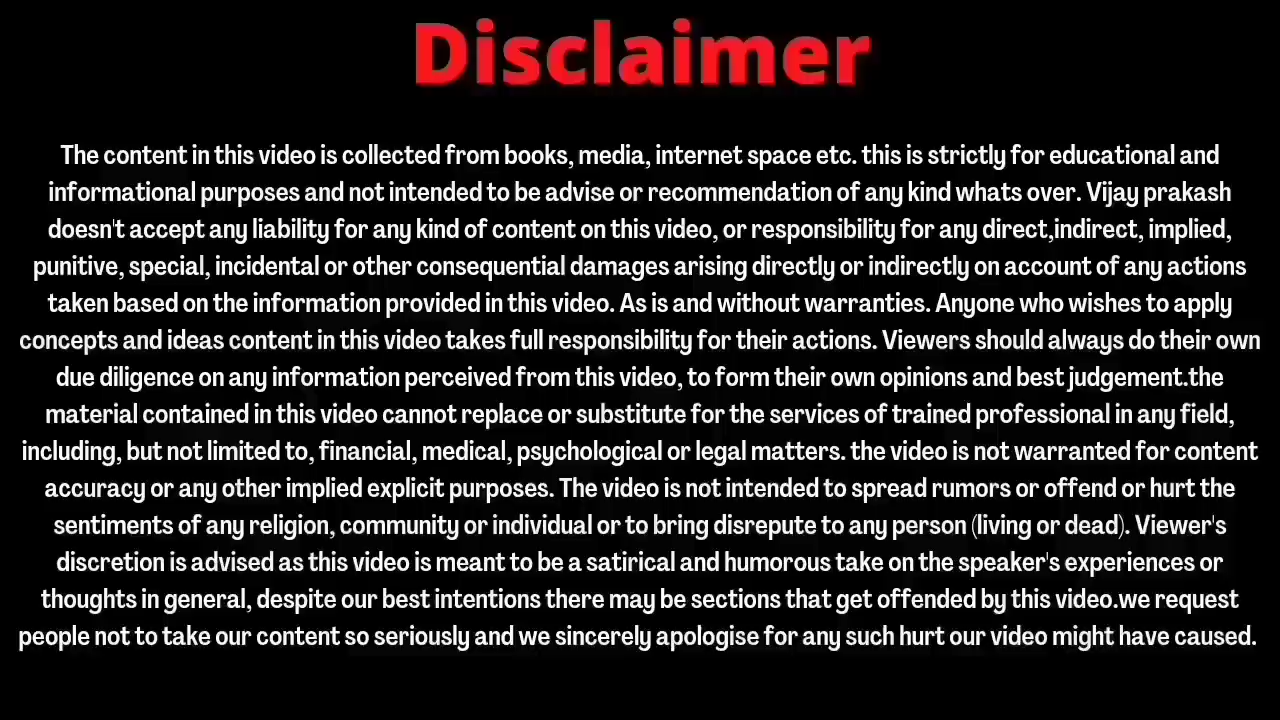 Disclaimer
The content in this video is collected from books, media, internet space etc. this is strictly for educational and
informational purposes and not intended to be advise or recommendation of any kind whats over. Vijay prakash
doesn't accept any liability for any kind of content on this video, or responsibility for any direct,indirect, implied,
punitive, special, incidental or other consequential damages arising directly or indirectly on account of any actions
taken based on the information provided in this video. As is and without warranties. Anyone who wishes to apply
concepts and ideas content in this video takes full responsibility for their actions. Viewers should always do their own
due diligence on any information perceived from this video, to form their own opinions and best judgement.the
material contained in this video cannot replace or substitute for the services of trained professional in any field,
including, but not limited to, financial, medical, psychological or legal matters. the video is not warranted for content
accuracy or any other implied explicit purposes. The video is not intended to spread rumors or offend or hurt the
sentiments of any religion, community or individual or to bring disrepute to any person (living or dead). Viewer's
discretion is advised as this video is meant to be a satirical and humorous take on the speaker's experiences or
thoughts in general, despite our best intentions there may be sections that get offended by this video.we request
people not to take our content so seriously and we sincerely apologise for any such hurt our video might have caused.